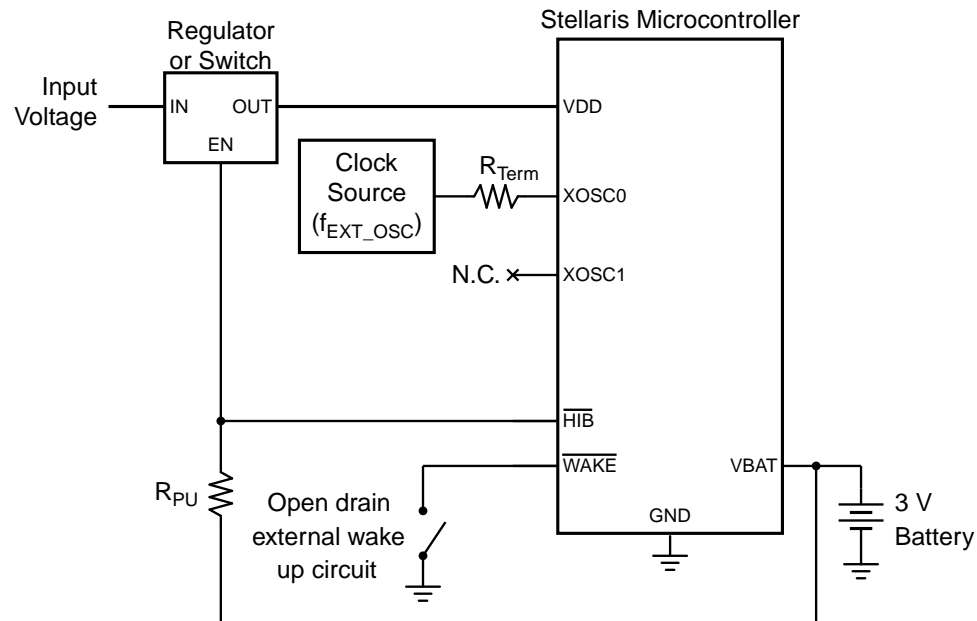 Stellaris Microcontroller
Regulator
or Switch
Input
Voltage
IN
OUT
EN
VDD
Clock
Source
(fEXT_OSC)
RTerm
XOSC0
N.C.
XOSC1
HIB
WAKE
VBAT
RPU
Open drain
external wake
up circuit
GND
3 V
Battery